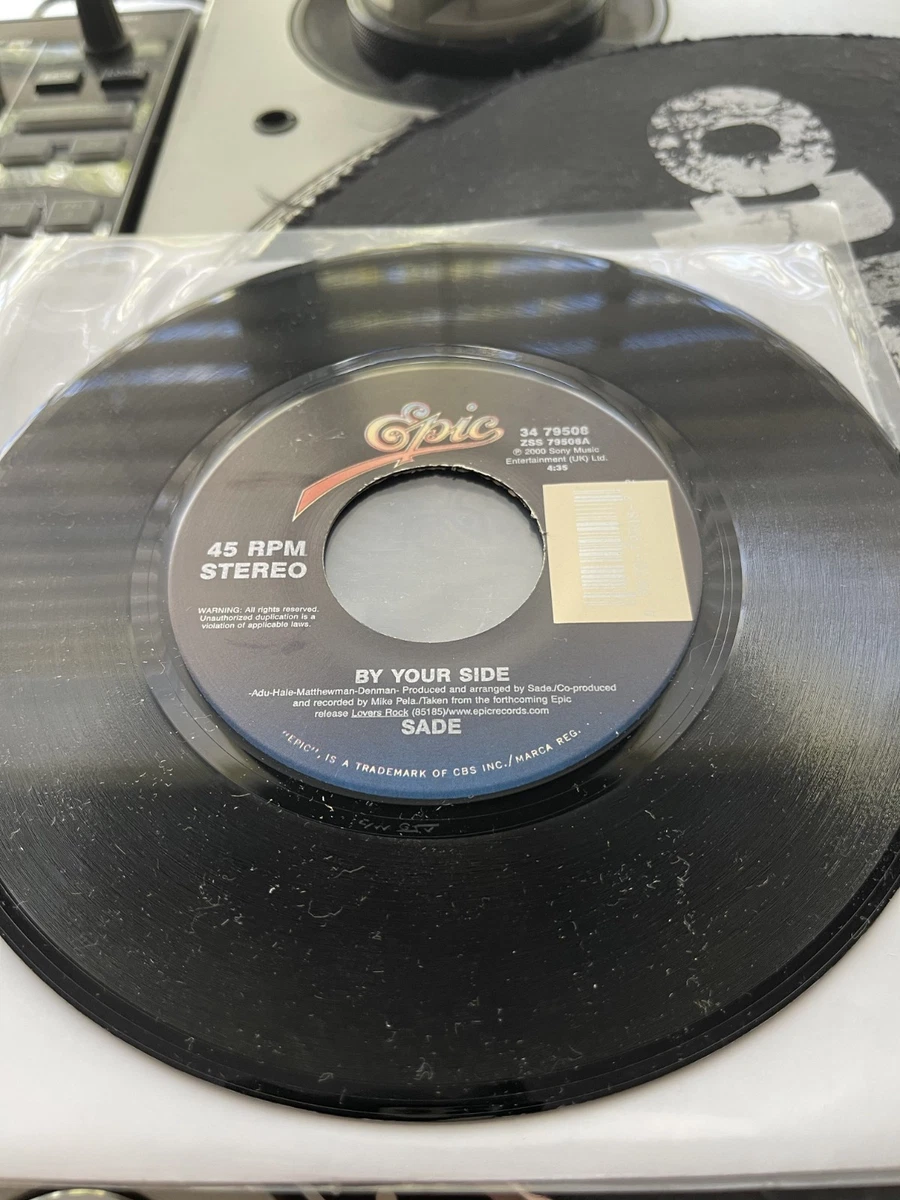 Epic
34 79508
ZSS 79508A
℗ 2000 Sony Music
Entertainment (UK) Ltd.
4:35
45 RPM
STEREO
WARNING: All rights reserved.
Unauthorized duplication is a
violation of applicable laws.
BY YOUR SIDE
-Adu-Hale-Matthewman-Denman- Produced and arranged by Sade./Co-produced
and recorded by Mike Pela./Taken from the forthcoming Epic
release Lovers Rock (85185)/www.epicrecords.com
SADE
"EPIC", IS A TRADEMARK OF CBS INC./MARCA REG.